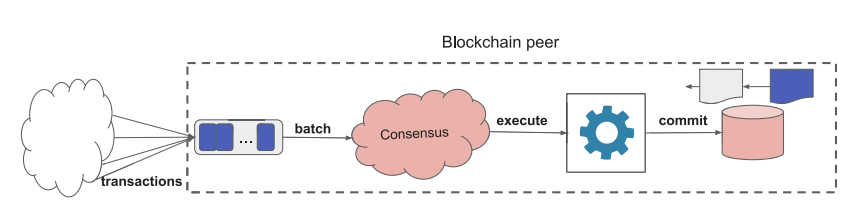 Blockchain peer
transactions
batch
...
Consensus
execute
commit